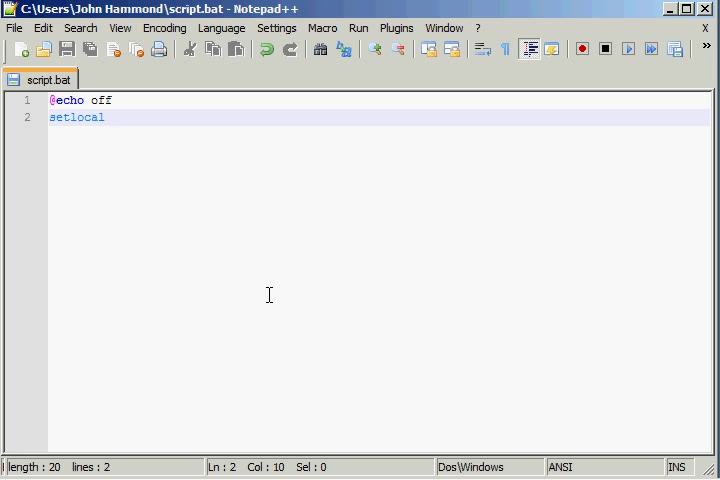 C:\Users\John Hammond\script.bat - Notepad++
File Edit Search View Encoding Language Settings Macro Run Plugins Window ? X
script.bat
1 @echo off
2 setlocal
length : 20 lines : 2 Ln : 2 Col : 10 Sel : 0 Dos\Windows ANSI INS